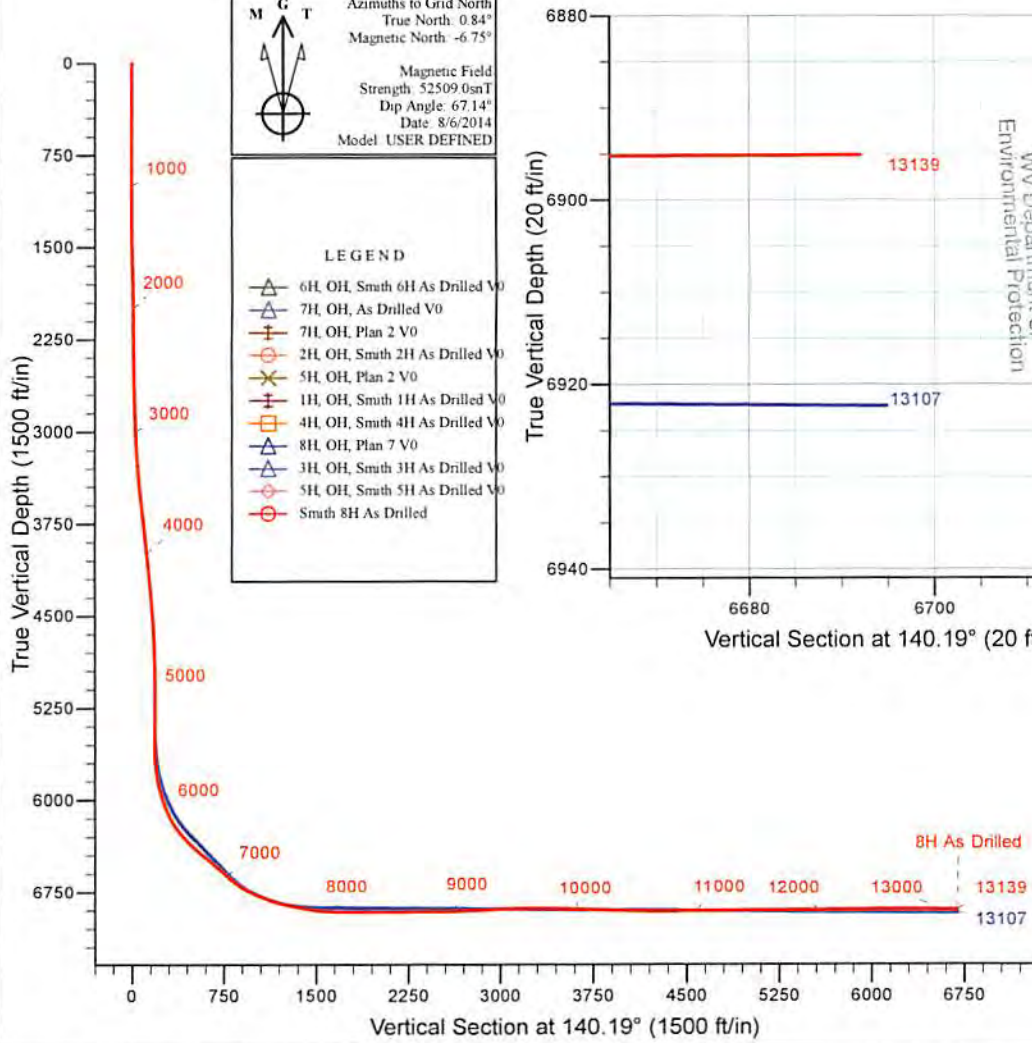 M G T
Azimuths to Grid North
True North: 0.84°
Magnetic North: -6.75°
Magnetic Field
Strength: 52509.0snT
Dip Angle: 67.14°
Date: 8/6/2014
Model: USER DEFINED
LEGEND
6H, OH, Smith 6H As Drilled V0
7H, OH, As Drilled V0
7H, OH, Plan 2 V0
2H, OH, Smith 2H As Drilled V0
5H, OH, Plan 2 V0
1H, OH, Smith 1H As Drilled V0
4H, OH, Smith 4H As Drilled V0
8H, OH, Plan 7 V0
3H, OH, Smith 3H As Drilled V0
5H, OH, Smith 5H As Drilled V0
Smith 8H As Drilled
True Vertical Depth (1500 ft/in)
0
750
1500
2250
3000
3750
4500
5250
6000
6750
1000
2000
3000
4000
5000
6000
7000
8000
9000
10000
11000
12000
13000
8H As Drilled
13139
13107
0
750
1500
2250
3000
3750
4500
5250
6000
6750
Vertical Section at 140.19° (1500 ft/in)
True Vertical Depth (20 ft/in)
6880
6900
6920
6940
13139
13107
6680
6700
Vertical Section at 140.19° (20 f
WV
Environmental Protection